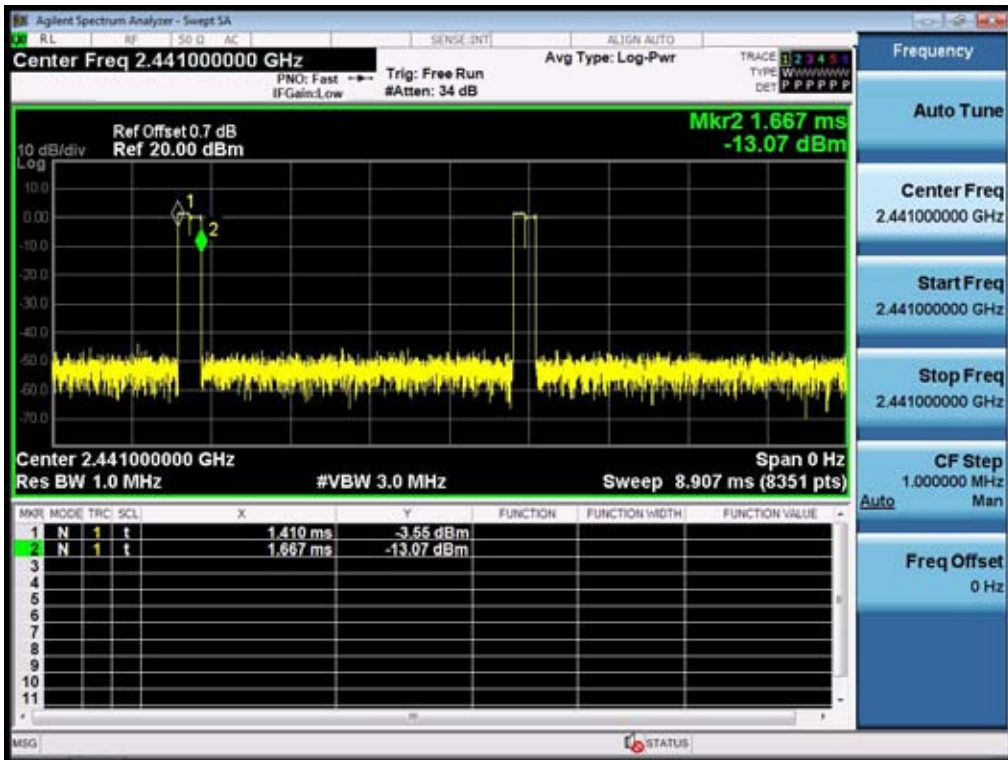 Agilent Spectrum Analyzer - Swept SA
RL RF 50 Ω AC SENSE:INT ALIGN AUTO
Center Freq 2.441000000 GHz
PNO: Fast
IFGain:Low
Trig: Free Run
#Atten: 34 dB
Avg Type: Log-Pwr
TRACE 1 2 3 4 5 6
TYPE WWWWWW
DET P P P P P P
Ref Offset 0.7 dB
10 dB/div Ref 20.00 dBm
Log
Mkr2 1.667 ms
-13.07 dBm
10.0
0.00
-10.0
-20.0
-30.0
-40.0
-50.0
-60.0
-70.0
1
2
Center 2.441000000 GHz Span 0 Hz
Res BW 1.0 MHz #VBW 3.0 MHz Sweep 8.907 ms (8351 pts)
MKR MODE TRC SCL X Y FUNCTION FUNCTION WIDTH FUNCTION VALUE
1 N 1 t 1.410 ms -3.55 dBm
2 N 1 t 1.667 ms -13.07 dBm
3
4
5
6
7
8
9
10
11
MSG STATUS
Frequency
Auto Tune
Center Freq
2.441000000 GHz
Start Freq
2.441000000 GHz
Stop Freq
2.441000000 GHz
CF Step
1.000000 MHz
Auto Man
Freq Offset
0 Hz